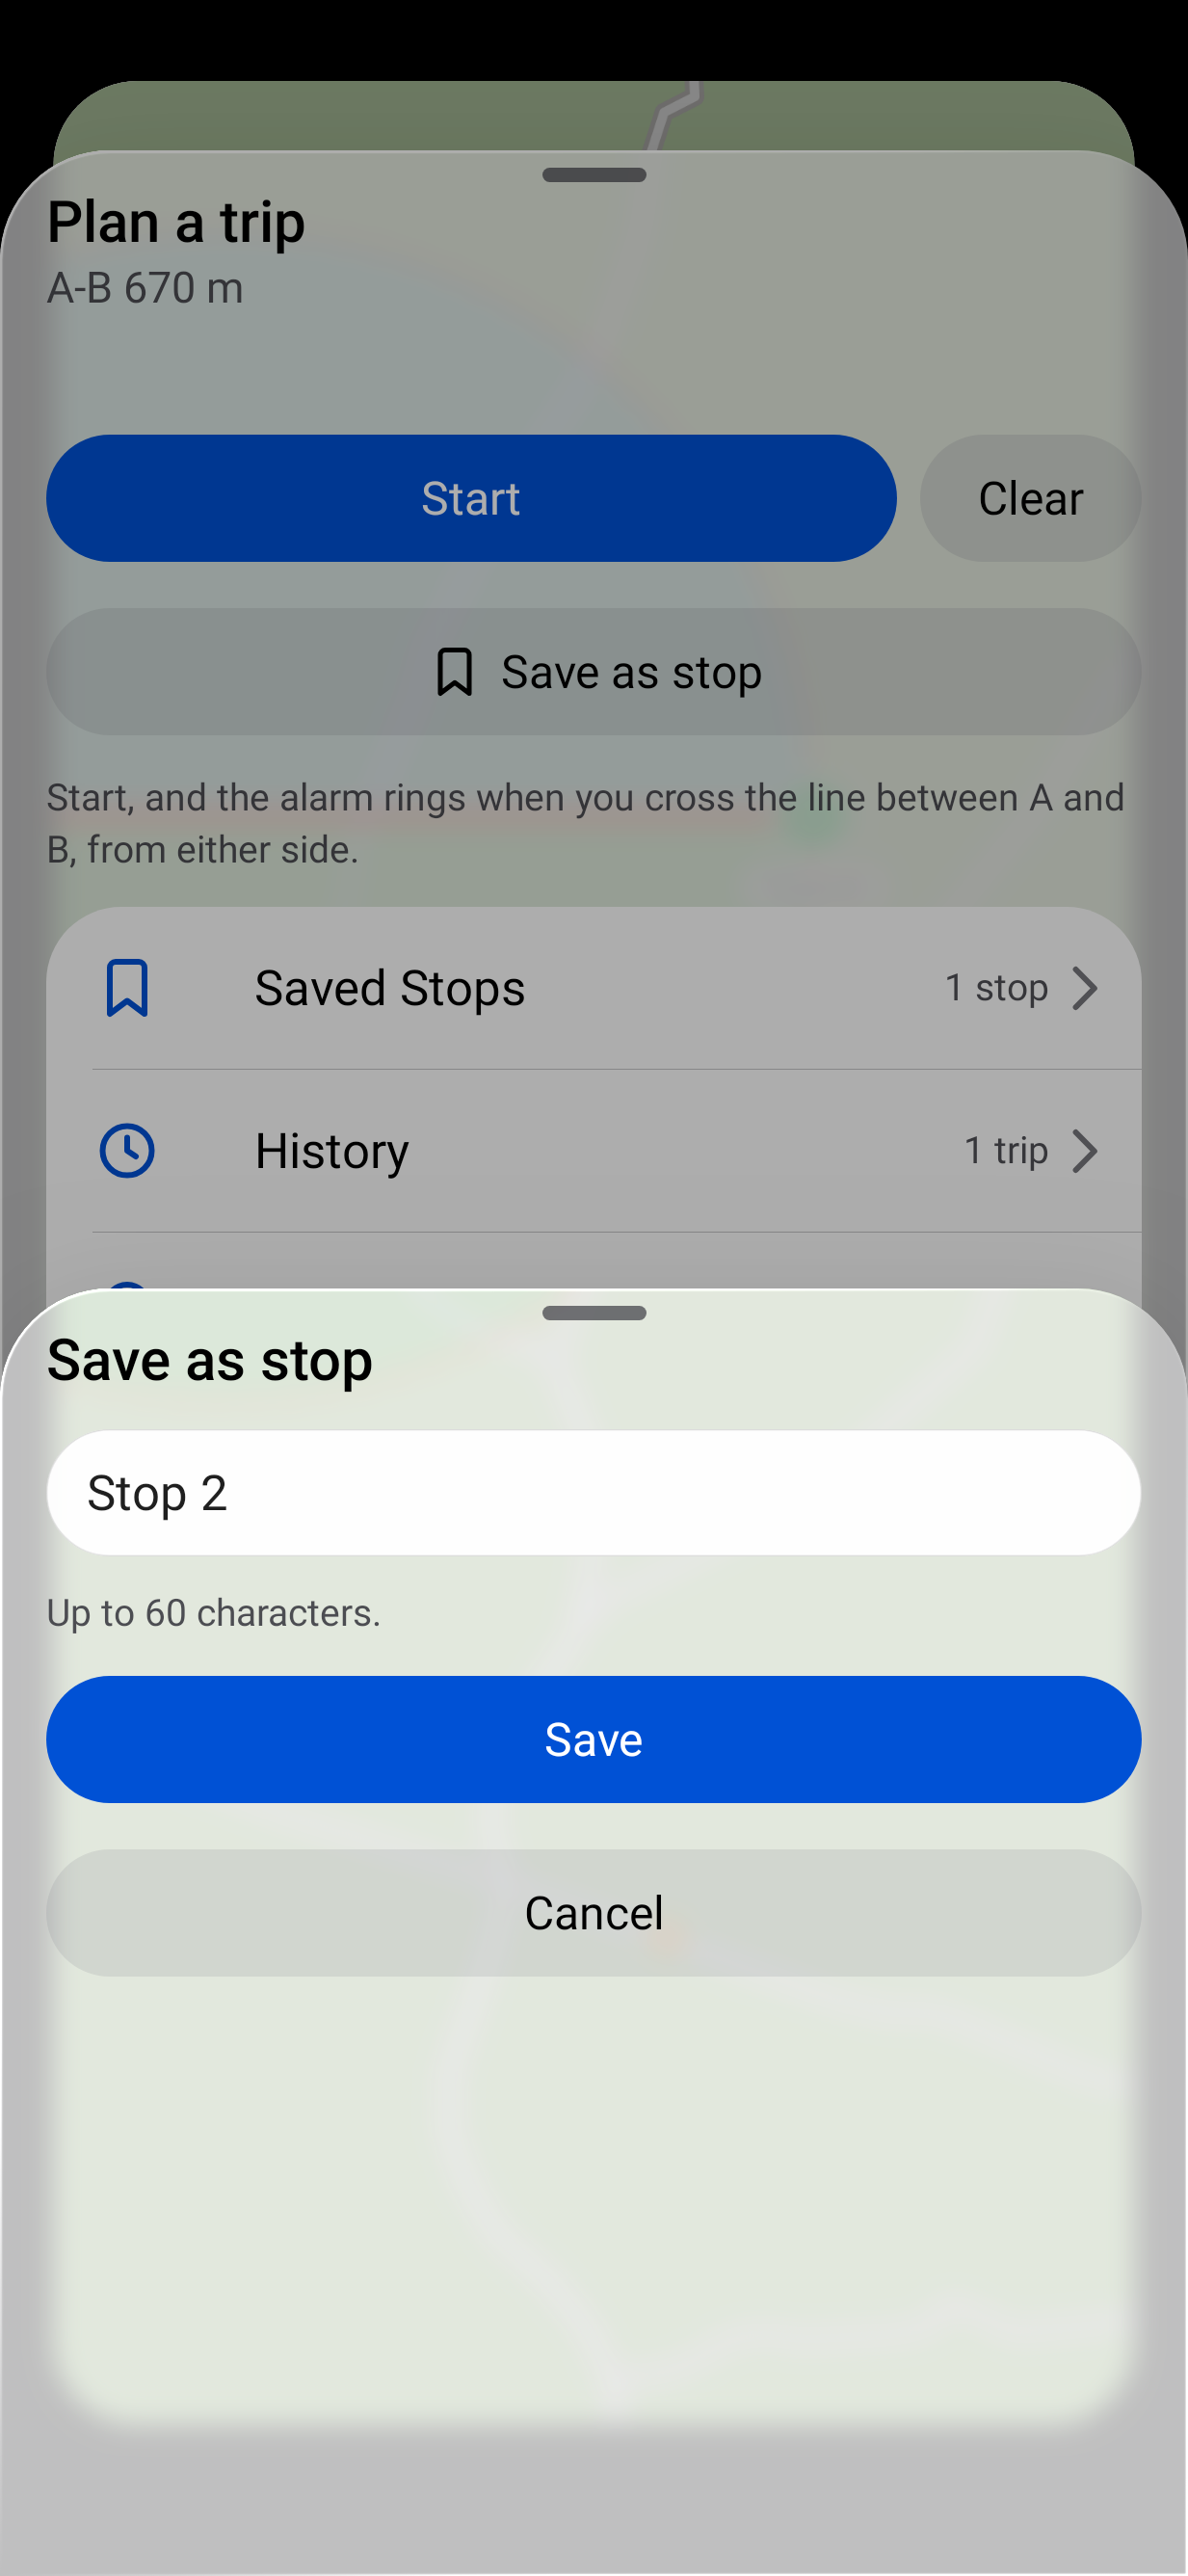 Plan a trip
A-B 670 m
Start
Clear
Save as stop
Start, and the alarm rings when you cross the line between A and
B, from either side.
Saved Stops
1 stop
History
1 trip
Save as stop
Stop 2
Up to 60 characters.
Save
Cancel